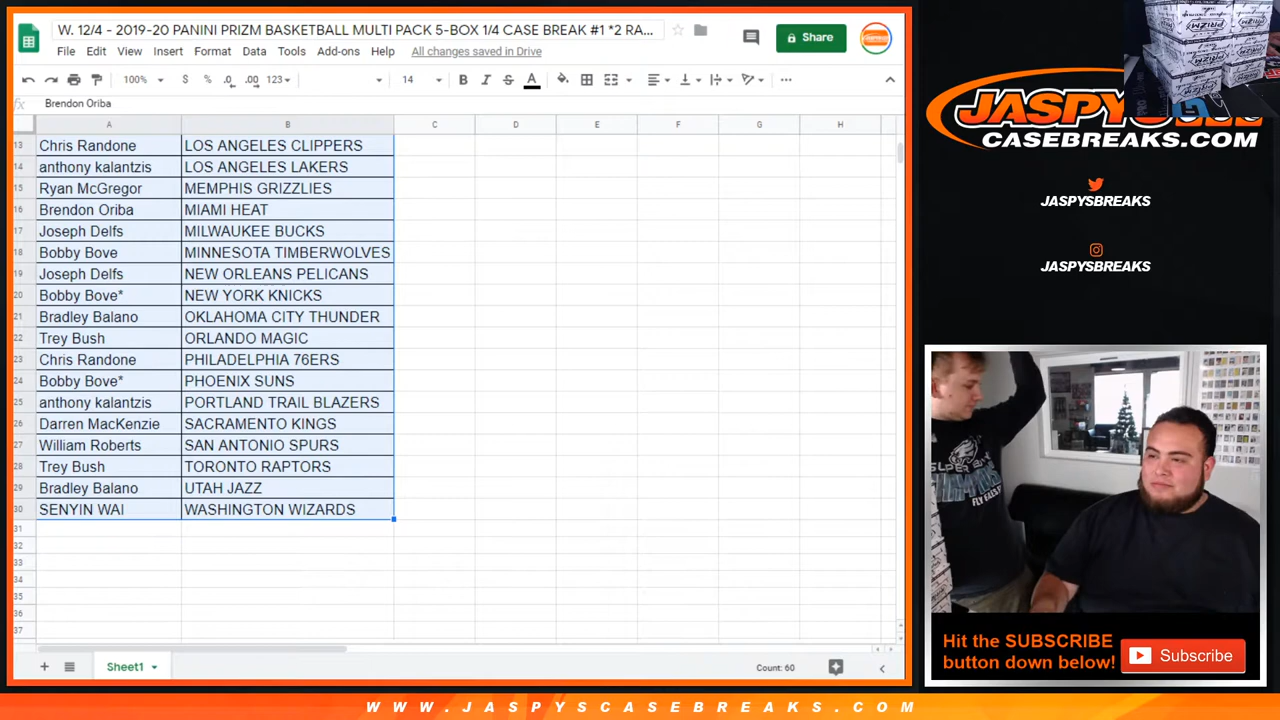 W. 12/4 - 2019-20 PANINI PRIZM BASKETBALL MULTI PACK 5-BOX 1/4 CASE BREAK #1 *2 RA...
Share
File Edit View Insert Format Data Tools Add-ons Help All changes saved in Drive
100% $ % .0 .00 123 14 B I S A
fx Brendon Oriba
A B C D E F G H
13 Chris Randone LOS ANGELES CLIPPERS
14 anthony kalantzis LOS ANGELES LAKERS
15 Ryan McGregor MEMPHIS GRIZZLIES
16 Brendon Oriba MIAMI HEAT
17 Joseph Delfs MILWAUKEE BUCKS
18 Bobby Bove MINNESOTA TIMBERWOLVES
19 Joseph Delfs NEW ORLEANS PELICANS
20 Bobby Bove* NEW YORK KNICKS
21 Bradley Balano OKLAHOMA CITY THUNDER
22 Trey Bush ORLANDO MAGIC
23 Chris Randone PHILADELPHIA 76ERS
24 Bobby Bove* PHOENIX SUNS
25 anthony kalantzis PORTLAND TRAIL BLAZERS
26 Darren MacKenzie SACRAMENTO KINGS
27 William Roberts SAN ANTONIO SPURS
28 Trey Bush TORONTO RAPTORS
29 Bradley Balano UTAH JAZZ
30 SENYIN WAI WASHINGTON WIZARDS
31
32
33
34
35
36
37
Sheet1
Count: 60
CASEBREAKS.COM
JASPYSBREAKS
JASPYSBREAKS
SUPER BOWL
CHAMPIONS
FLY EAGLES
Hit the SUBSCRIBE
button down below!
Subscribe
WWW.JASPYSCASEBREAKS.COM